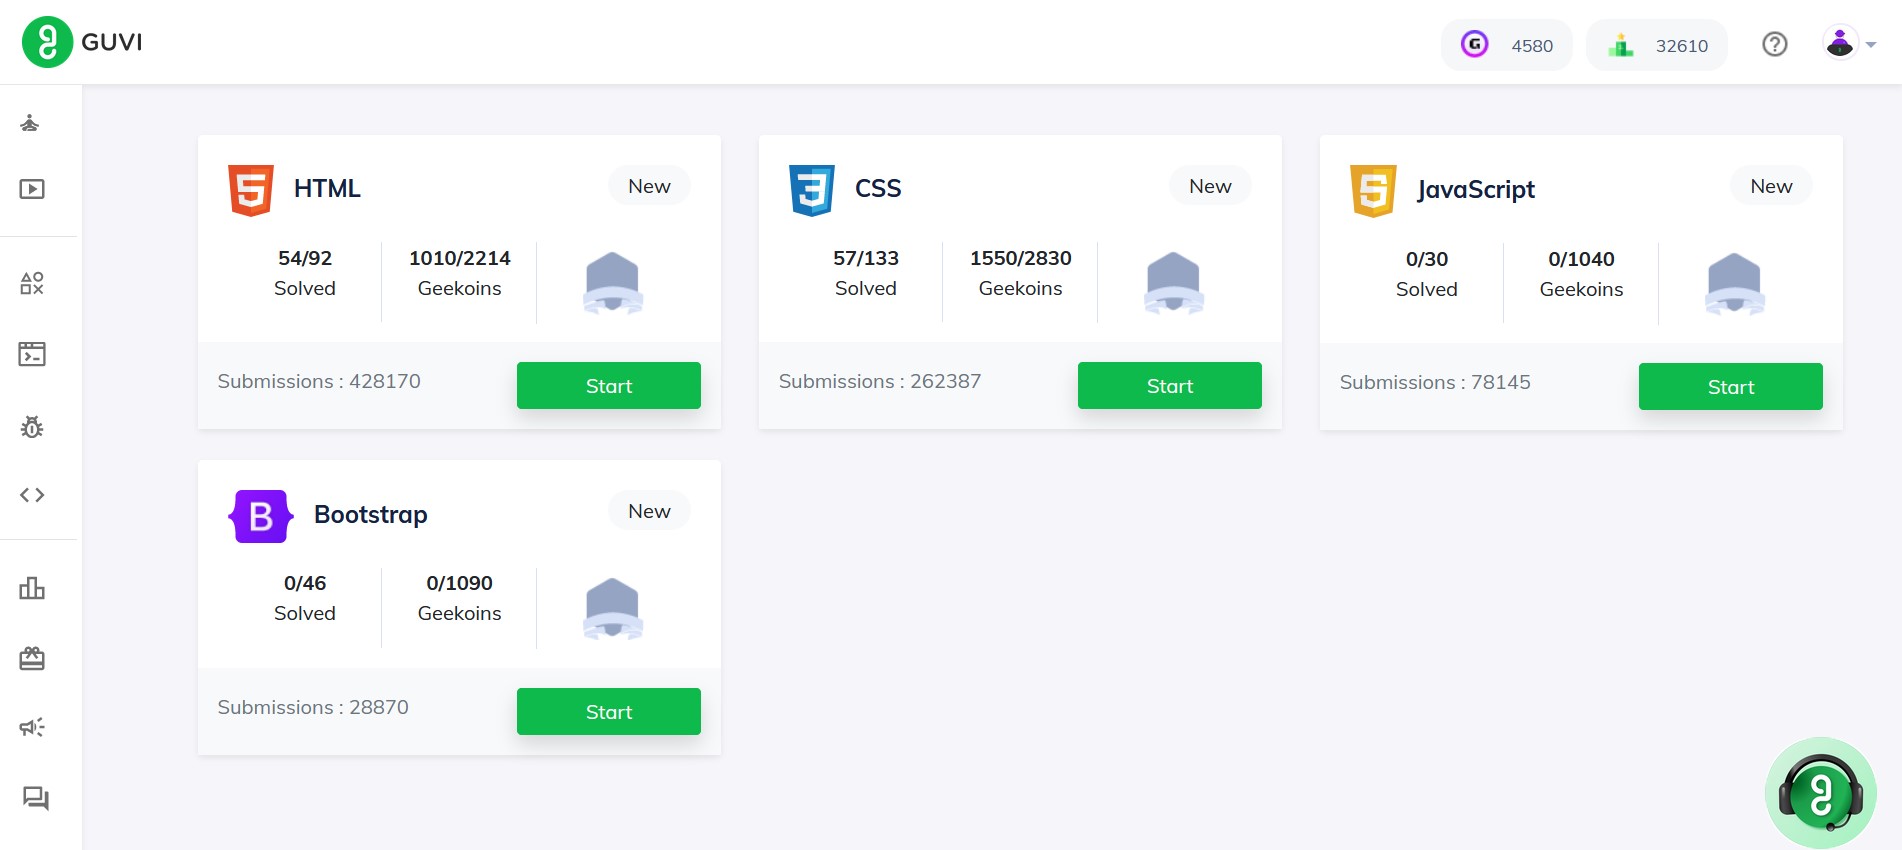 GUVI
4580
32610
HTML
New
54/92
Solved
1010/2214
Geekoins
Submissions : 428170
Start
CSS
New
57/133
Solved
1550/2830
Geekoins
Submissions : 262387
Start
JavaScript
New
0/30
Solved
0/1040
Geekoins
Submissions : 78145
Start
Bootstrap
New
0/46
Solved
0/1090
Geekoins
Submissions : 28870
Start